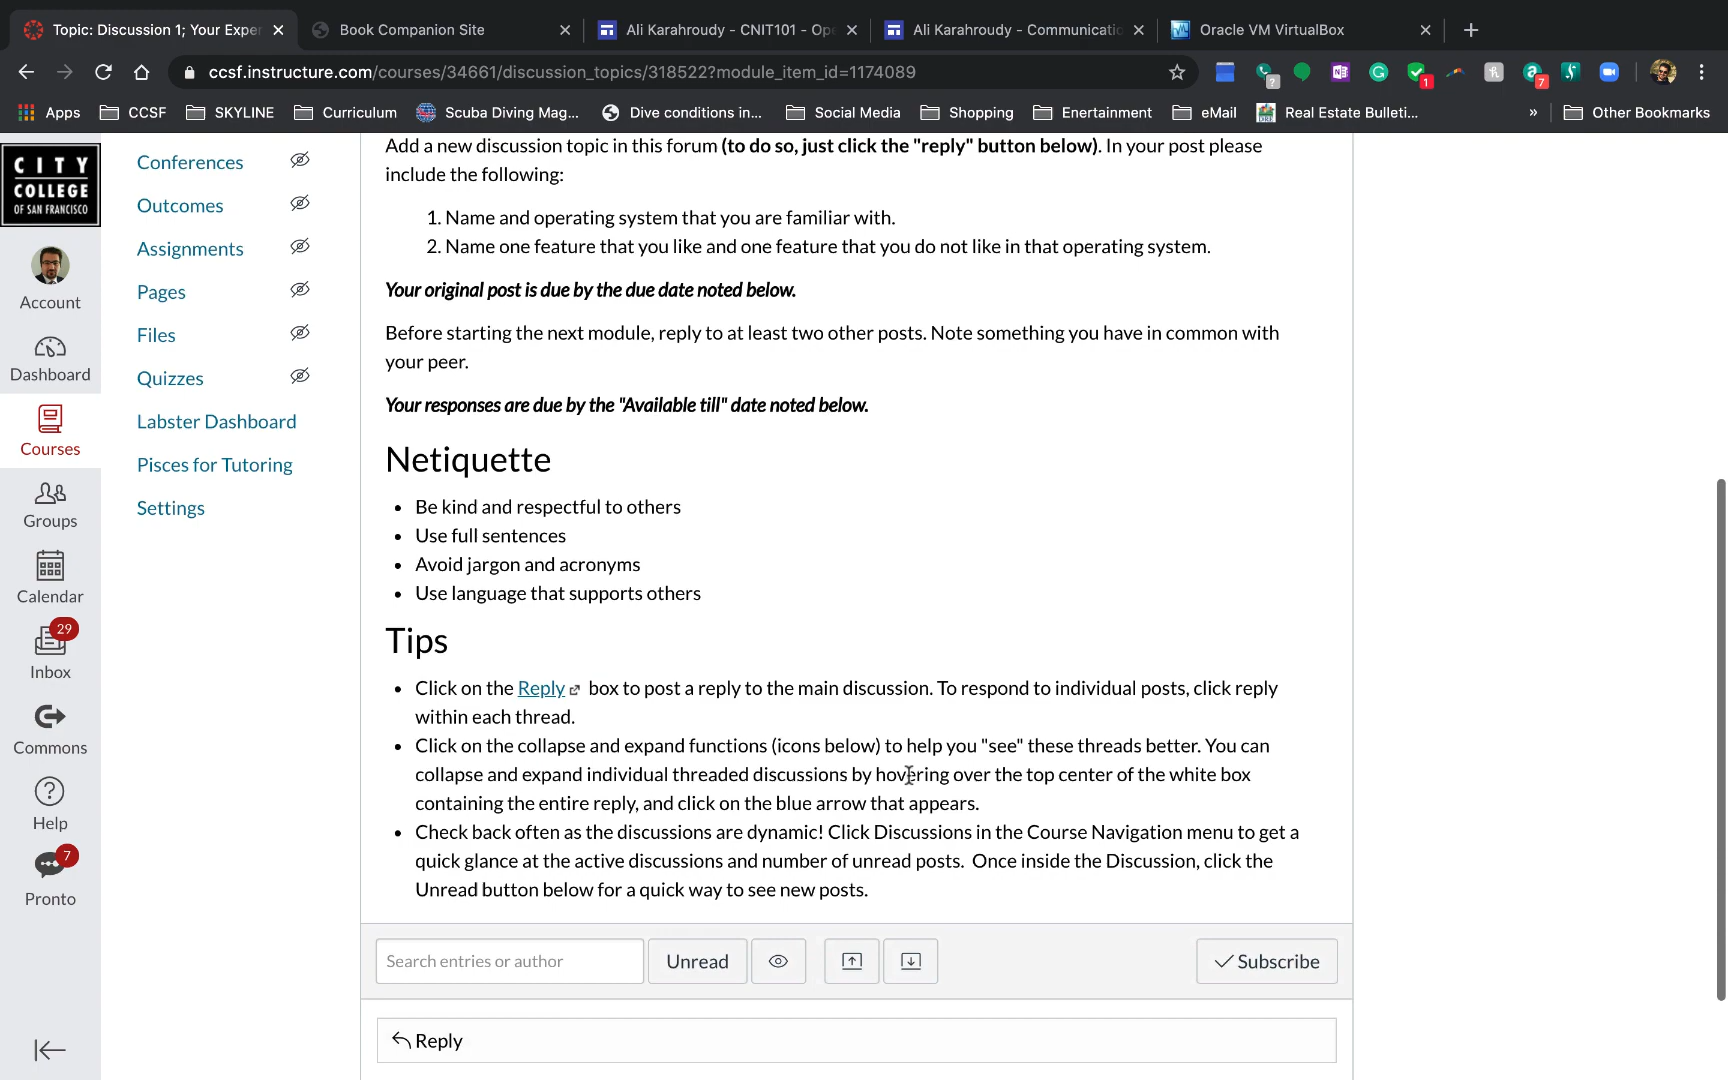 Topic: Discussion 1; Your Exper
Book Companion Site
Ali Karahroudy - CNIT101 - Ope
Ali Karahroudy - Communicatio
Oracle VM VirtualBox
ccsf.instructure.com/courses/34661/discussion_topics/318522?module_item_id=1174089
?
1
7
Apps
CCSF
SKYLINE
Curriculum
Scuba Diving Mag...
Dive conditions in...
Social Media
Shopping
Enertainment
eMail
Real Estate Bulleti...
»
Other Bookmarks
CITY
COLLEGE
OF SAN FRANCISCO
Account
Dashboard
Courses
Groups
Calendar
29
Inbox
Commons
Help
7
Pronto
Conferences
Outcomes
Assignments
Pages
Files
Quizzes
Labster Dashboard
Pisces for Tutoring
Settings
Add a new discussion topic in this forum (to do so, just click the "reply" button below). In your post please
include the following:
1. Name and operating system that you are familiar with.
2. Name one feature that you like and one feature that you do not like in that operating system.
Your original post is due by the due date noted below.
Before starting the next module, reply to at least two other posts. Note something you have in common with
your peer.
Your responses are due by the "Available till" date noted below.
Netiquette
• Be kind and respectful to others
• Use full sentences
• Avoid jargon and acronyms
• Use language that supports others
Tips
• Click on the Reply box to post a reply to the main discussion. To respond to individual posts, click reply
within each thread.
• Click on the collapse and expand functions (icons below) to help you "see" these threads better. You can
collapse and expand individual threaded discussions by hovering over the top center of the white box
containing the entire reply, and click on the blue arrow that appears.
• Check back often as the discussions are dynamic! Click Discussions in the Course Navigation menu to get a
quick glance at the active discussions and number of unread posts. Once inside the Discussion, click the
Unread button below for a quick way to see new posts.
Search entries or author
Unread
Subscribe
Reply